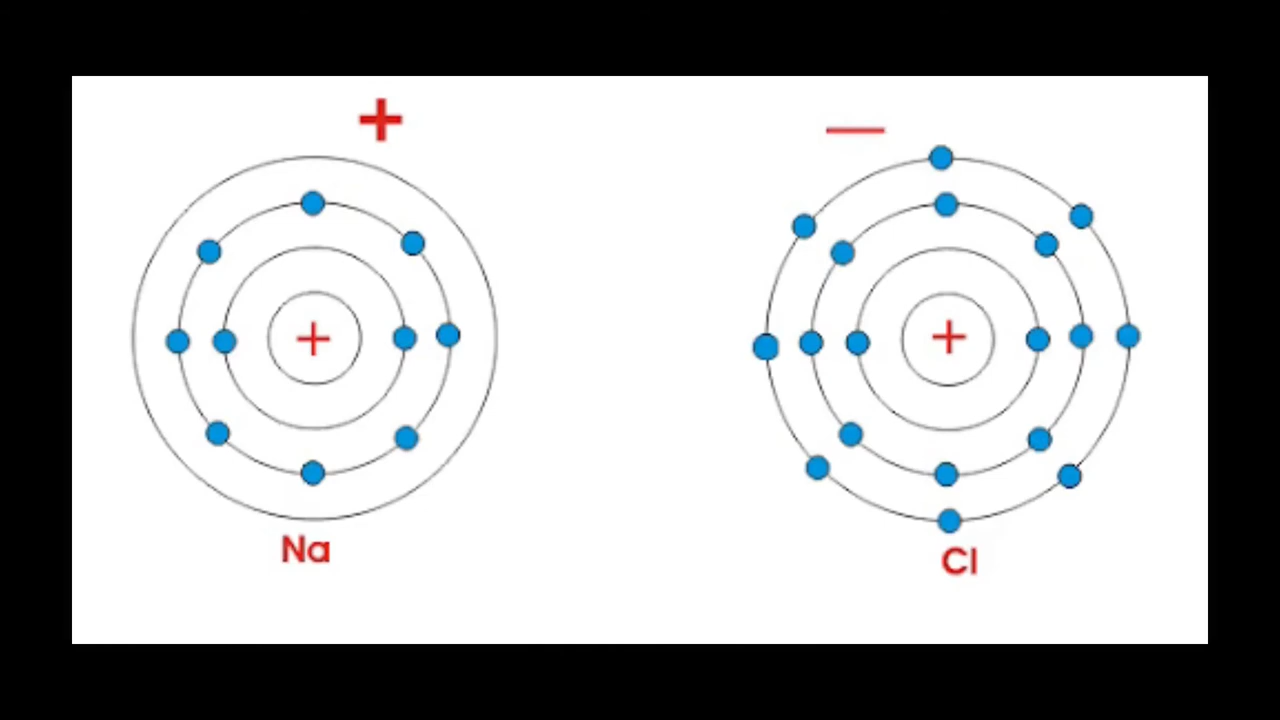 + —
+ +
Na
Cl